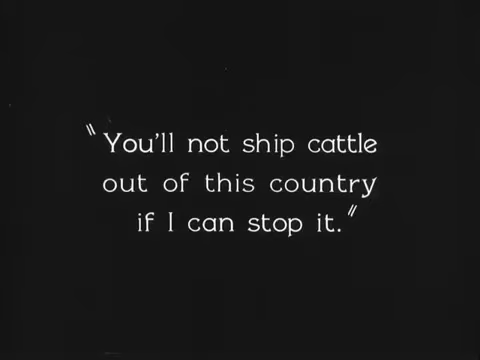 "You'll not ship cattle
out of this country
if I can stop it."